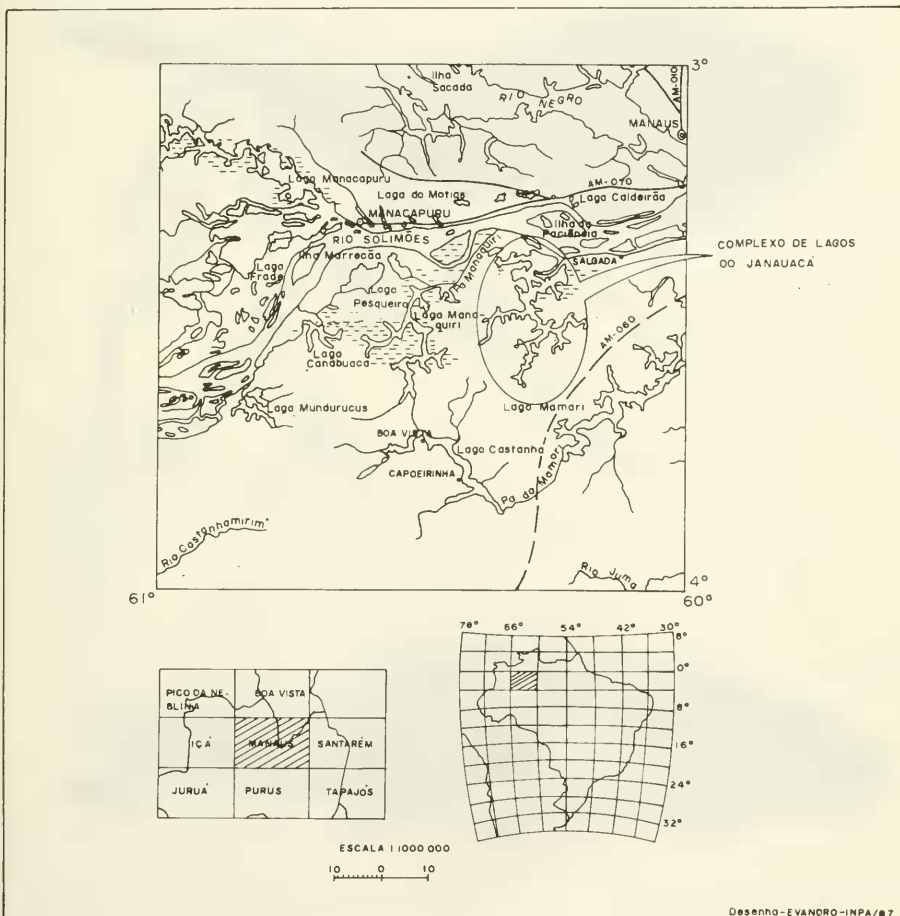 3°
Ilha
Sacada
RIO NEGRO
AM-010
MANAUS
Lago Manacapuru
Lago do Motias
AM-070
Lago Caldeirão
MANACAPURU
Ilha da
Paciência
RIO SOLIMÕES
Ilha Marrecão
SALGADA
COMPLEXO DE LAGOS
DO JANAUACÁ
Lago
Frade
Pa Manaquiri
Lago
Pesqueiro
Lago Mana-
quiri
AM-060
Lago
Canabuaca
Lago Mundurucus
Lago Mamari
BOA VISTA
Lago Castanha
CAPOEIRINHA
Pa do Mamori
Rio Castanhamirim
Rio Juma
61°
4°
60°
PICO DA NE-
BLINA
BOA VISTA
IÇÁ
MANAUS
SANTARÉM
JURUÁ
PURUS
TAPAJÓS
78° 66° 54° 42° 30°
8°
0°
8°
16°
24°
32°
ESCALA 1 1000 000
10 0 10
Desenho-EVANDRO-INPA/87